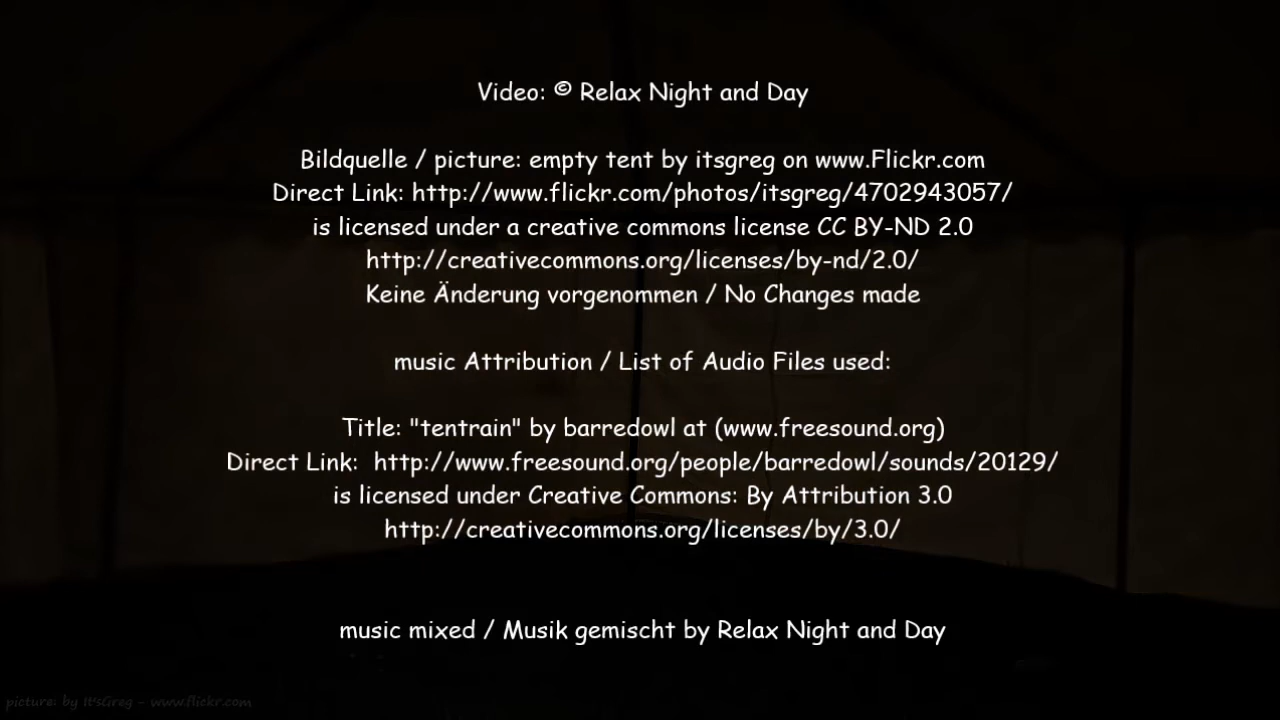 Video: © Relax Night and Day
Bildquelle / picture: empty tent by itsgreg on www.Flickr.com
Direct Link: http://www.flickr.com/photos/itsgreg/4702943057/
is licensed under a creative commons license CC BY-ND 2.0
http://creativecommons.org/licenses/by-nd/2.0/
Keine Änderung vorgenommen / No Changes made
music Attribution / List of Audio Files used:
Title: "tentrain" by barredowl at (www.freesound.org)
Direct Link:  http://www.freesound.org/people/barredowl/sounds/20129/
is licensed under Creative Commons: By Attribution 3.0
http://creativecommons.org/licenses/by/3.0/
music mixed / Musik gemischt by Relax Night and Day
picture: by It'sGreg - www.flickr.com